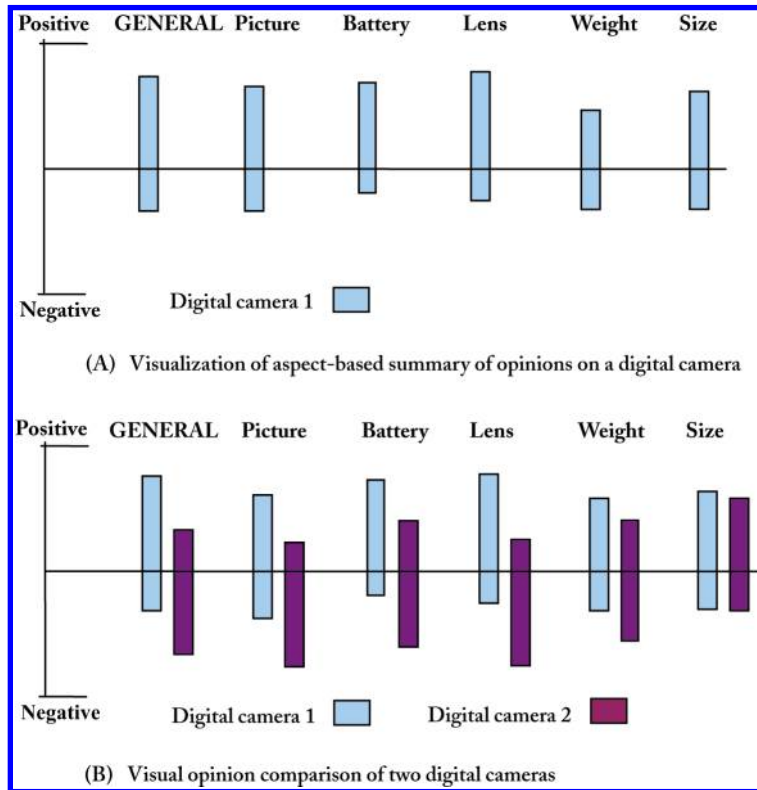 Positive GENERAL Picture Battery Lens Weight Size
Negative
Digital camera 1
(A) Visualization of aspect-based summary of opinions on a digital camera
Positive GENERAL Picture Battery Lens Weight Size
Negative
Digital camera 1 Digital camera 2
(B) Visual opinion comparison of two digital cameras